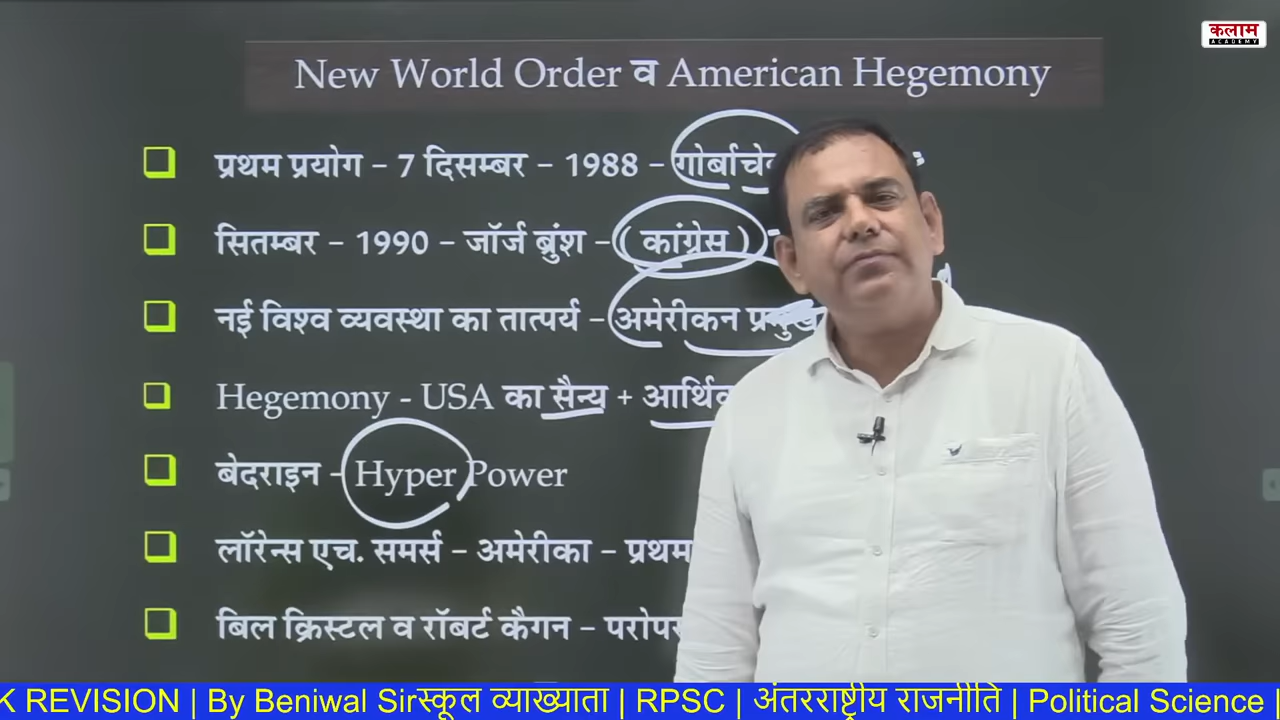 कलाम
ACADEMY
New World Order व American Hegemony
प्रथम प्रयोग – 7 दिसम्बर – 1988 –
सितम्बर – 1990 – जॉर्ज ब्रुंश – ( कांग्रेस )
नई विश्व व्यवस्था का तात्पर्य – अमेरीकन
Hegemony - USA का सैन्य +
बेदराइन - Hyper Power
लॉरेन्स एच. समर्स – अमेरीका – प्रथम
बिल क्रिस्टल व रॉबर्ट कैगन –
K REVISION | By Beniwal Sirस्कूल व्याख्याता | RPSC | अंतरराष्ट्रीय राजनीति | Political Science |